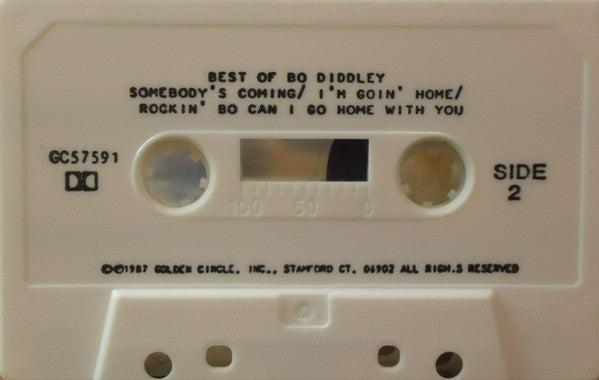 BEST OF BO DIDDLEY
SOMEBODY'S COMING/ I'M GOIN' HOME/
ROCKIN' BO CAN I GO HOME WITH YOU
GC57591
SIDE
2
100 50 0
©℗1987 GOLDEN CIRCLE, INC., STAMFORD CT. 06902 ALL RIGH.S RESERVED